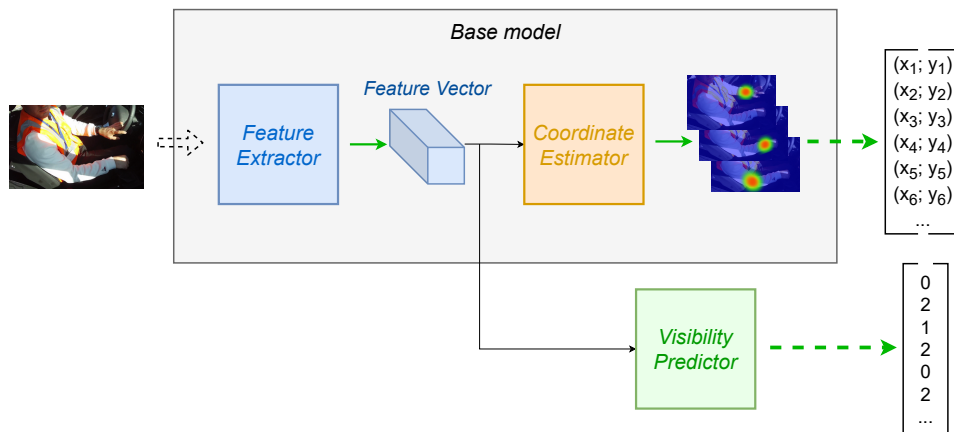 Base model
Feature
Extractor
Feature Vector
Coordinate
Estimator
(x1; y1)
(x2; y2)
(x3; y3)
(x4; y4)
(x5; y5)
(x6; y6)
...
Visibility
Predictor
0
2
1
2
0
2
...